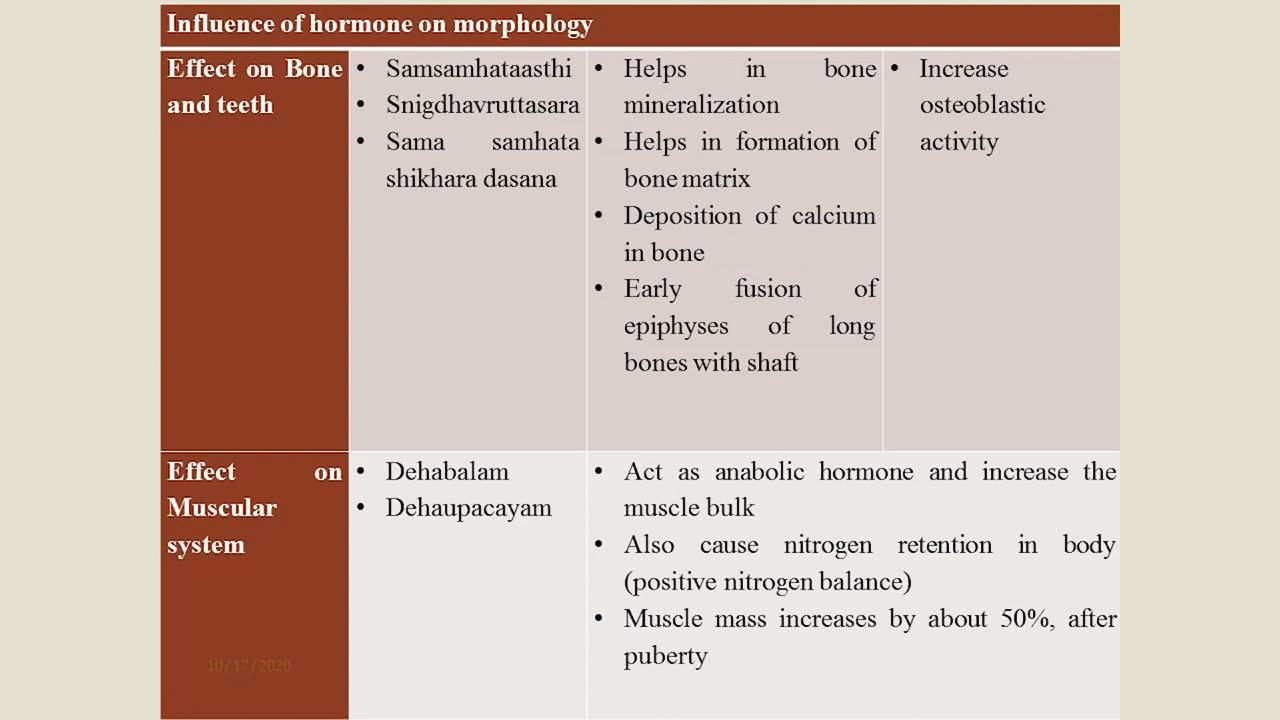 Influence of hormone on morphology
Effect on Bone
and teeth
• Samsamhataasthi
• Snigdhavruttasara
• Sama samhata
shikhara dasana
• Helps in bone
mineralization
• Helps in formation of
bone matrix
• Deposition of calcium
in bone
• Early fusion of
epiphyses of long
bones with shaft
• Increase
osteoblastic
activity
Effect on
Muscular
system
• Dehabalam
• Dehaupacayam
• Act as anabolic hormone and increase the
muscle bulk
• Also cause nitrogen retention in body
(positive nitrogen balance)
• Muscle mass increases by about 50%, after
puberty
10/17/2020